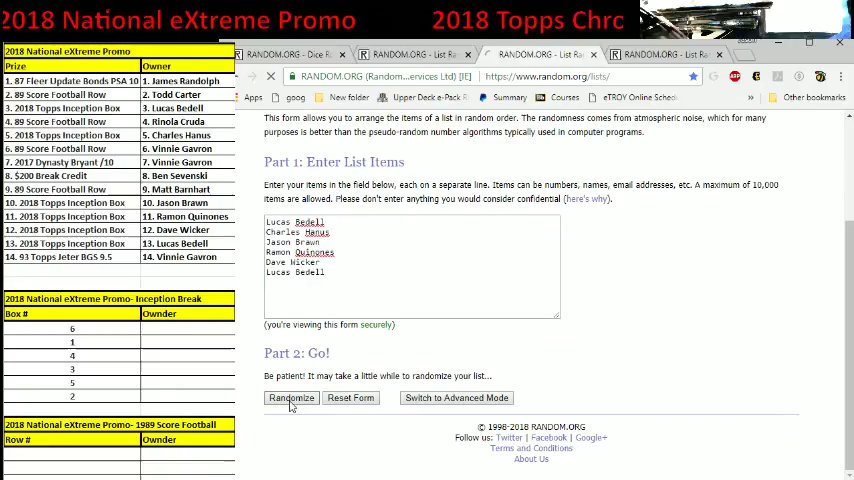 2018 National eXtreme Promo 2018 Topps Chrc
2018 National eXtreme Promo
Prize Owner
1. 87 Fleer Update Bonds PSA 10 1. James Randolph
2. 89 Score Football Row 2. Todd Carter
3. 2018 Topps Inception Box 3. Lucas Bedell
4. 89 Score Football Row 4. Rinola Cruda
5. 2018 Topps Inception Box 5. Charles Hanus
6. 89 Score Football Row 6. Vinnie Gavron
7. 2017 Dynasty Bryant /10 7. Vinnie Gavron
8. $200 Break Credit 8. Ben Sevenski
9. 89 Score Football Row 9. Matt Barnhart
10. 2018 Topps Inception Box 10. Jason Brawn
11. 2018 Topps Inception Box 11. Ramon Quinones
12. 2018 Topps Inception Box 12. Dave Wicker
13. 2018 Topps Inception Box 13. Lucas Bedell
14. 93 Topps Jeter BGS 9.5 14. Vinnie Gavron
2018 National eXtreme Promo- Inception Break
Box # Ownder
6
1
4
3
5
2
2018 National eXtreme Promo- 1989 Score Football
Row # Ownder
RANDOM.ORG - Dice R RANDOM.ORG - List Ra RANDOM.ORG - List Ra RANDOM.ORG - List Ra
RANDOM.ORG (Random...ervices Ltd) [IE] https://www.random.org/lists/
Apps goog New folder Upper Deck e-Pack Summary Courses eTROY Online Sched Other bookmarks
This form allows you to arrange the items of a list in random order. The randomness comes from atmospheric noise, which for many
purposes is better than the pseudo-random number algorithms typically used in computer programs.
Part 1: Enter List Items
Enter your items in the field below, each on a separate line. Items can be numbers, names, email addresses, etc. A maximum of 10,000
items are allowed. Please don't enter anything you would consider confidential (here's why).
Lucas Bedell
Charles Hanus
Jason Brawn
Ramon Quinones
Dave Wicker
Lucas Bedell
(you're viewing this form securely)
Part 2: Go!
Be patient! It may take a little while to randomize your list...
Randomize Reset Form Switch to Advanced Mode
© 1998-2018 RANDOM.ORG
Follow us: Twitter | Facebook | Google+
Terms and Conditions
About Us